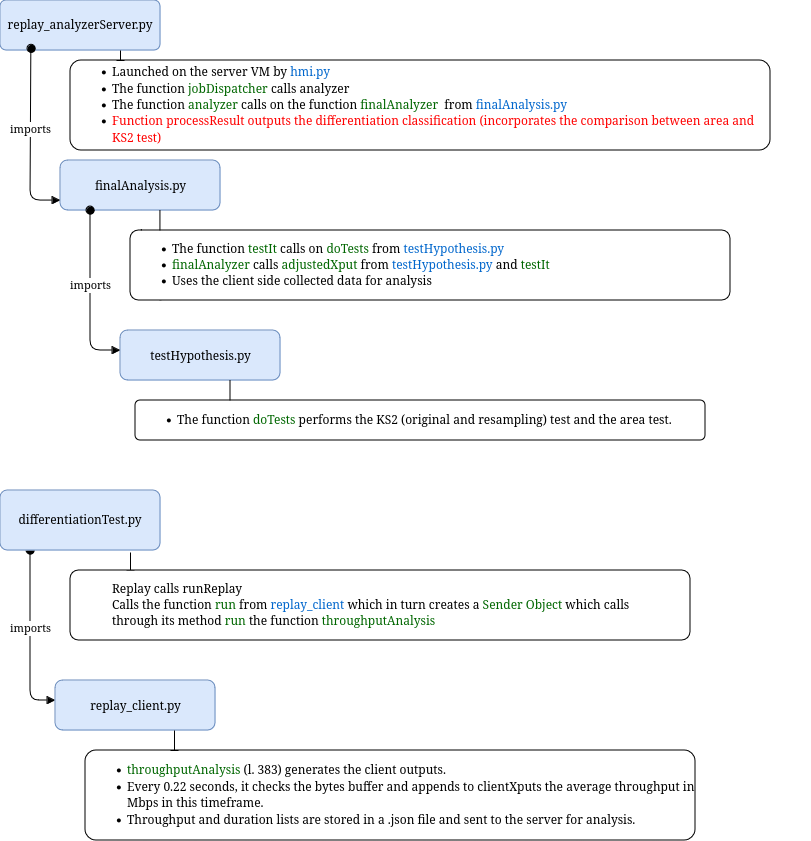 replay_analyzerServer.py
• Launched on the server VM by hmi.py
• The function jobDispatcher calls analyzer
• The function analyzer calls on the function finalAnalyzer from finalAnalysis.py
• Function processResult outputs the differentiation classification (incorporates the comparison between area and
KS2 test)
imports
finalAnalysis.py
• The function testIt calls on doTests from testHypothesis.py
• finalAnalyzer calls adjustedXput from testHypothesis.py and testIt
• Uses the client side collected data for analysis
imports
testHypothesis.py
• The function doTests performs the KS2 (original and resampling) test and the area test.
differentiationTest.py
Replay calls runReplay
Calls the function run from replay_client which in turn creates a Sender Object which calls
through its method run the function throughputAnalysis
imports
replay_client.py
• throughputAnalysis (l. 383) generates the client outputs.
• Every 0.22 seconds, it checks the bytes buffer and appends to clientXputs the average throughput in
Mbps in this timeframe.
• Throughput and duration lists are stored in a .json file and sent to the server for analysis.